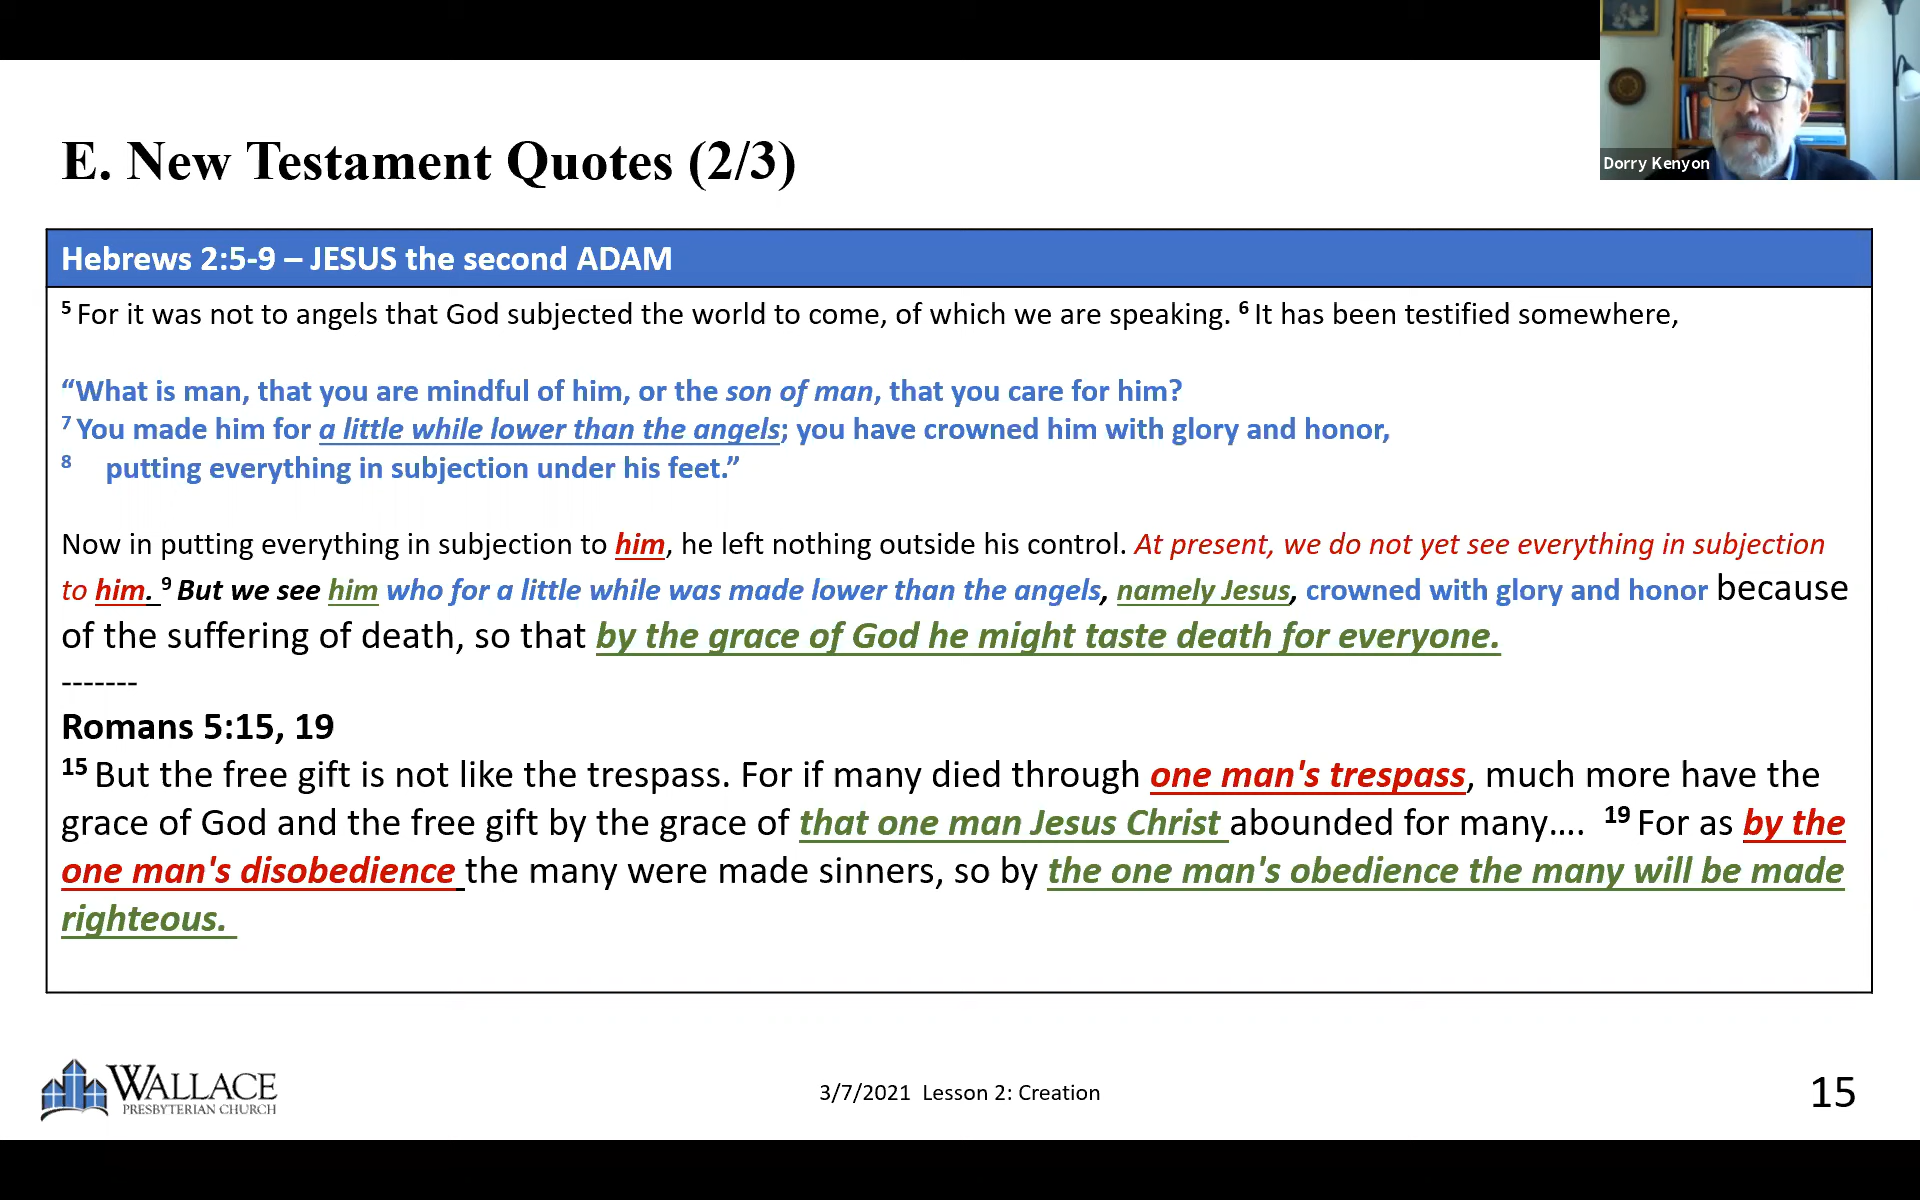 E. New Testament Quotes (2/3)
Dorry Kenyon
Hebrews 2:5-9 – JESUS the second ADAM
5 For it was not to angels that God subjected the world to come, of which we are speaking. 6 It has been testified somewhere,
“What is man, that you are mindful of him, or the son of man, that you care for him?
7 You made him for a little while lower than the angels; you have crowned him with glory and honor,
8 putting everything in subjection under his feet.”
Now in putting everything in subjection to him, he left nothing outside his control. At present, we do not yet see everything in subjection
to him. 9 But we see him who for a little while was made lower than the angels, namely Jesus, crowned with glory and honor because
of the suffering of death, so that by the grace of God he might taste death for everyone.
-------
Romans 5:15, 19
15 But the free gift is not like the trespass. For if many died through one man's trespass, much more have the
grace of God and the free gift by the grace of that one man Jesus Christ abounded for many…. 19 For as by the
one man's disobedience the many were made sinners, so by the one man's obedience the many will be made
righteous.
WALLACE
PRESBYTERIAN CHURCH
3/7/2021 Lesson 2: Creation
15